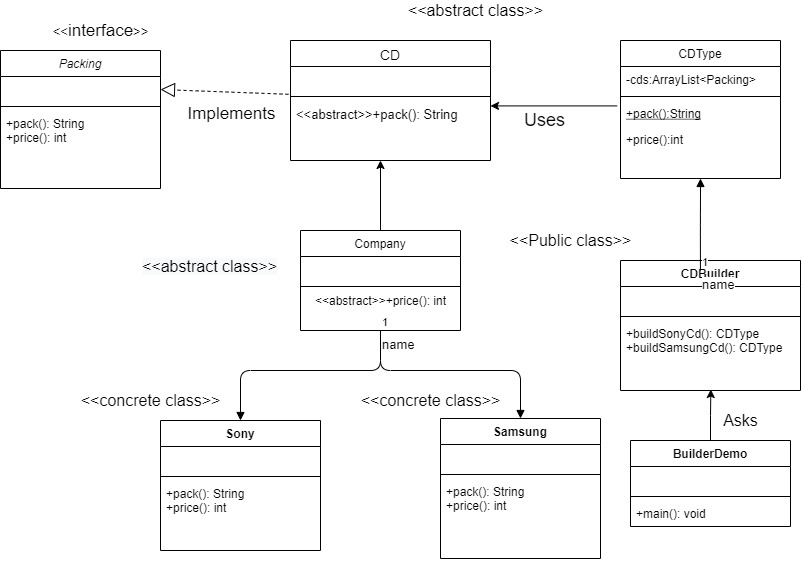 <<abstract class>>
<<interface>>
Packing
+pack(): String
+price(): int
Implements
CD
<<abstract>>+pack(): String
Uses
CDType
-cds:ArrayList<Packing>
+pack():String
+price():int
<<Public class>>
<<abstract class>>
Company
<<abstract>>+price(): int
1
name
1
CDBuilder
name
+buildSonyCd(): CDType
+buildSamsungCd(): CDType
<<concrete class>>
Sony
+pack(): String
+price(): int
<<concrete class>>
Samsung
+pack(): String
+price(): int
Asks
BuilderDemo
+main(): void